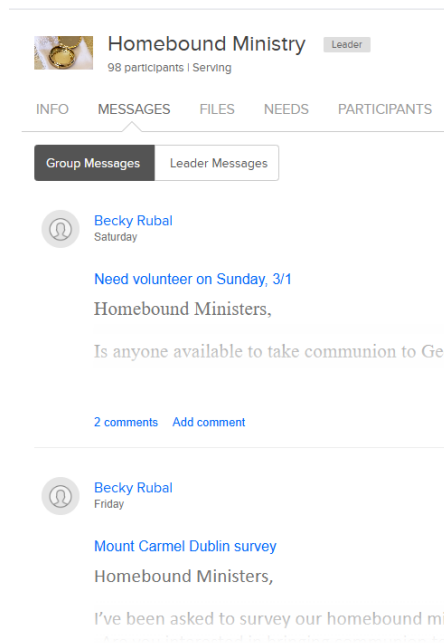 Homebound Ministry Leader
98 participants | Serving
INFO MESSAGES FILES NEEDS PARTICIPANTS
Group Messages Leader Messages
Becky Rubal
Saturday
Need volunteer on Sunday, 3/1
Homebound Ministers,
Is anyone available to take communion to Ge
2 comments Add comment
Becky Rubal
Friday
Mount Carmel Dublin survey
Homebound Ministers,
I've been asked to survey our homebound mi